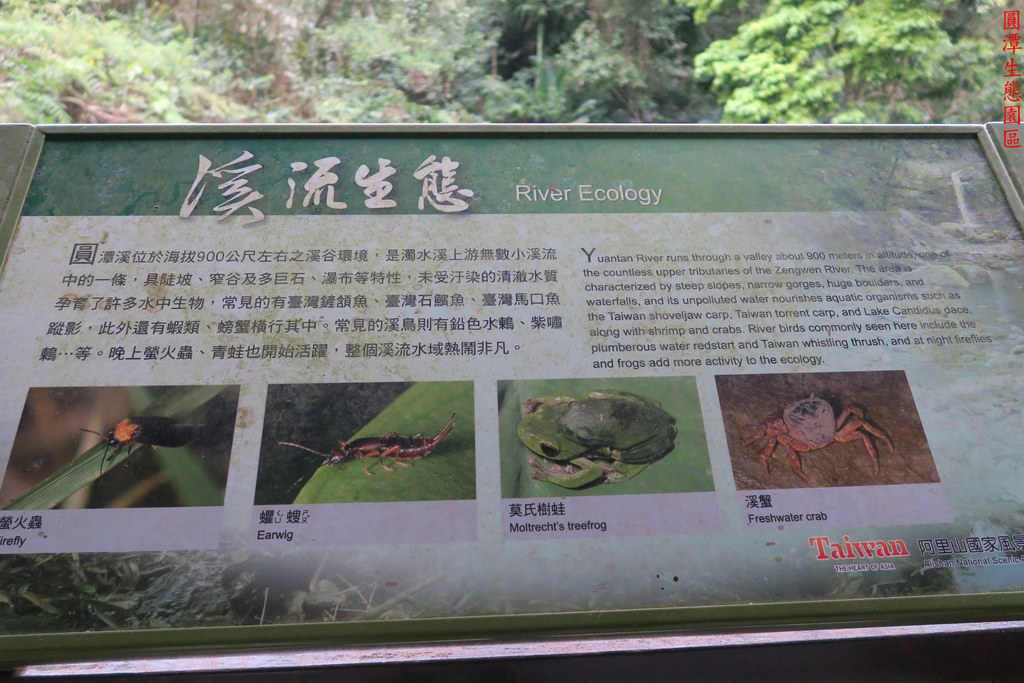 圓潭生態園區
溪流生態
River Ecology
圓潭溪位於海拔900公尺左右之溪谷環境，是濁水溪上游無數小溪流
中的一條，具陡坡、窄谷及多巨石、瀑布等特性，未受汙染的清澈水質
孕育了許多水中生物，常見的有臺灣鏟頷魚、臺灣石𩼧魚、臺灣馬口魚
蹤影，此外還有蝦類、螃蟹橫行其中。常見的溪鳥則有鉛色水鶇、紫嘯
鶇⋯等。晚上螢火蟲、青蛙也開始活躍，整個溪流水域熱鬧非凡。
Yuantan River runs through a valley about 900 meters in altitude, one of
the countless upper tributaries of the Zengwen River. The area is
characterized by steep slopes, narrow gorges, huge boulders, and
waterfalls, and its unpolluted water nourishes aquatic organisms such as
the Taiwan shoveljaw carp, Taiwan torrent carp, and Lake Candidus dace,
along with shrimp and crabs. River birds commonly seen here include the
plumberous water redstart and Taiwan whistling thrush, and at night fireflies
and frogs add more activity to the ecology.
螢火蟲
irefly
蠼螋
ㄑㄩˊ ㄙㄡ
Earwig
莫氏樹蛙
Moltrecht's treefrog
溪蟹
Freshwater crab
Taiwan
THE HEART OF ASIA
阿里山國家風景
Alishan National Scenic